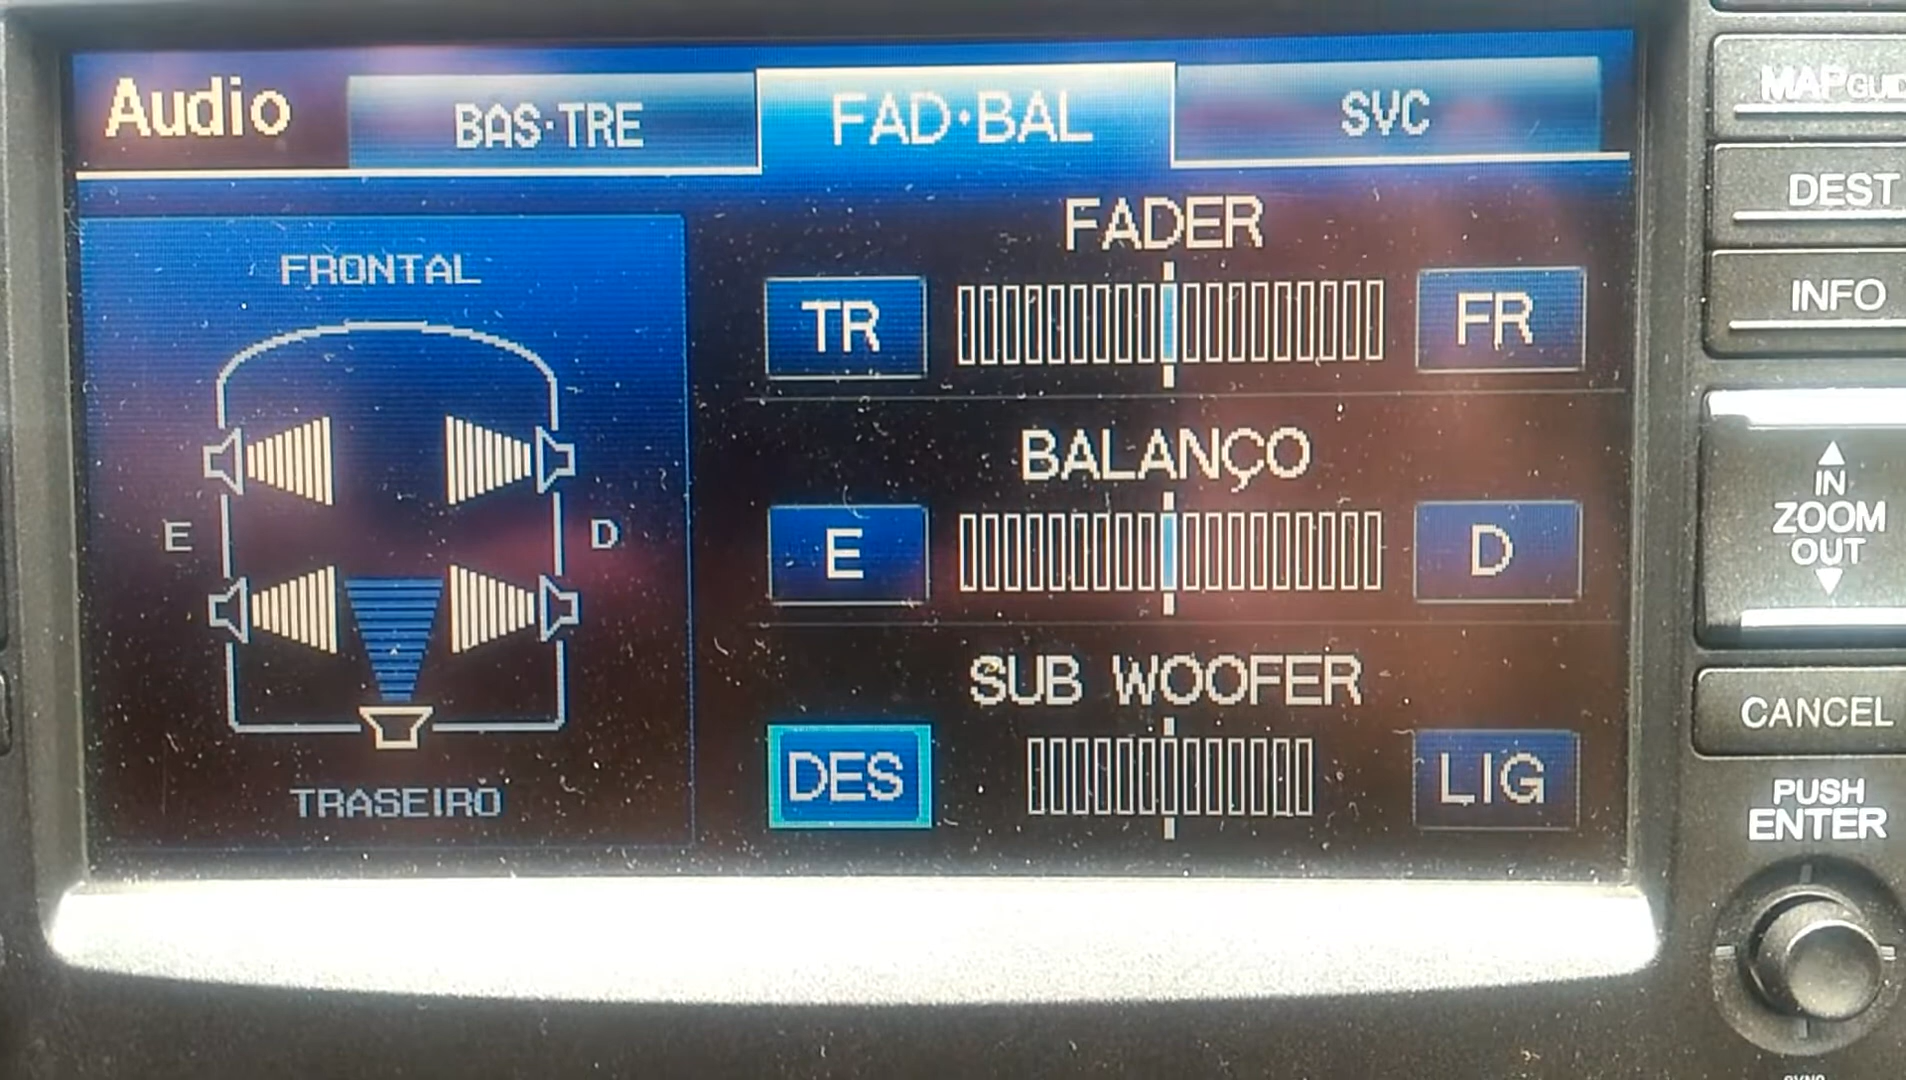 Audio
BAS·TRE
FAD·BAL
SVC
FRONTAL
E
D
TRASEIRO
FADER
TR
FR
BALANÇO
E
D
SUB WOOFER
DES
LIG
MAP
DEST
INFO
IN
ZOOM
OUT
CANCEL
PUSH
ENTER